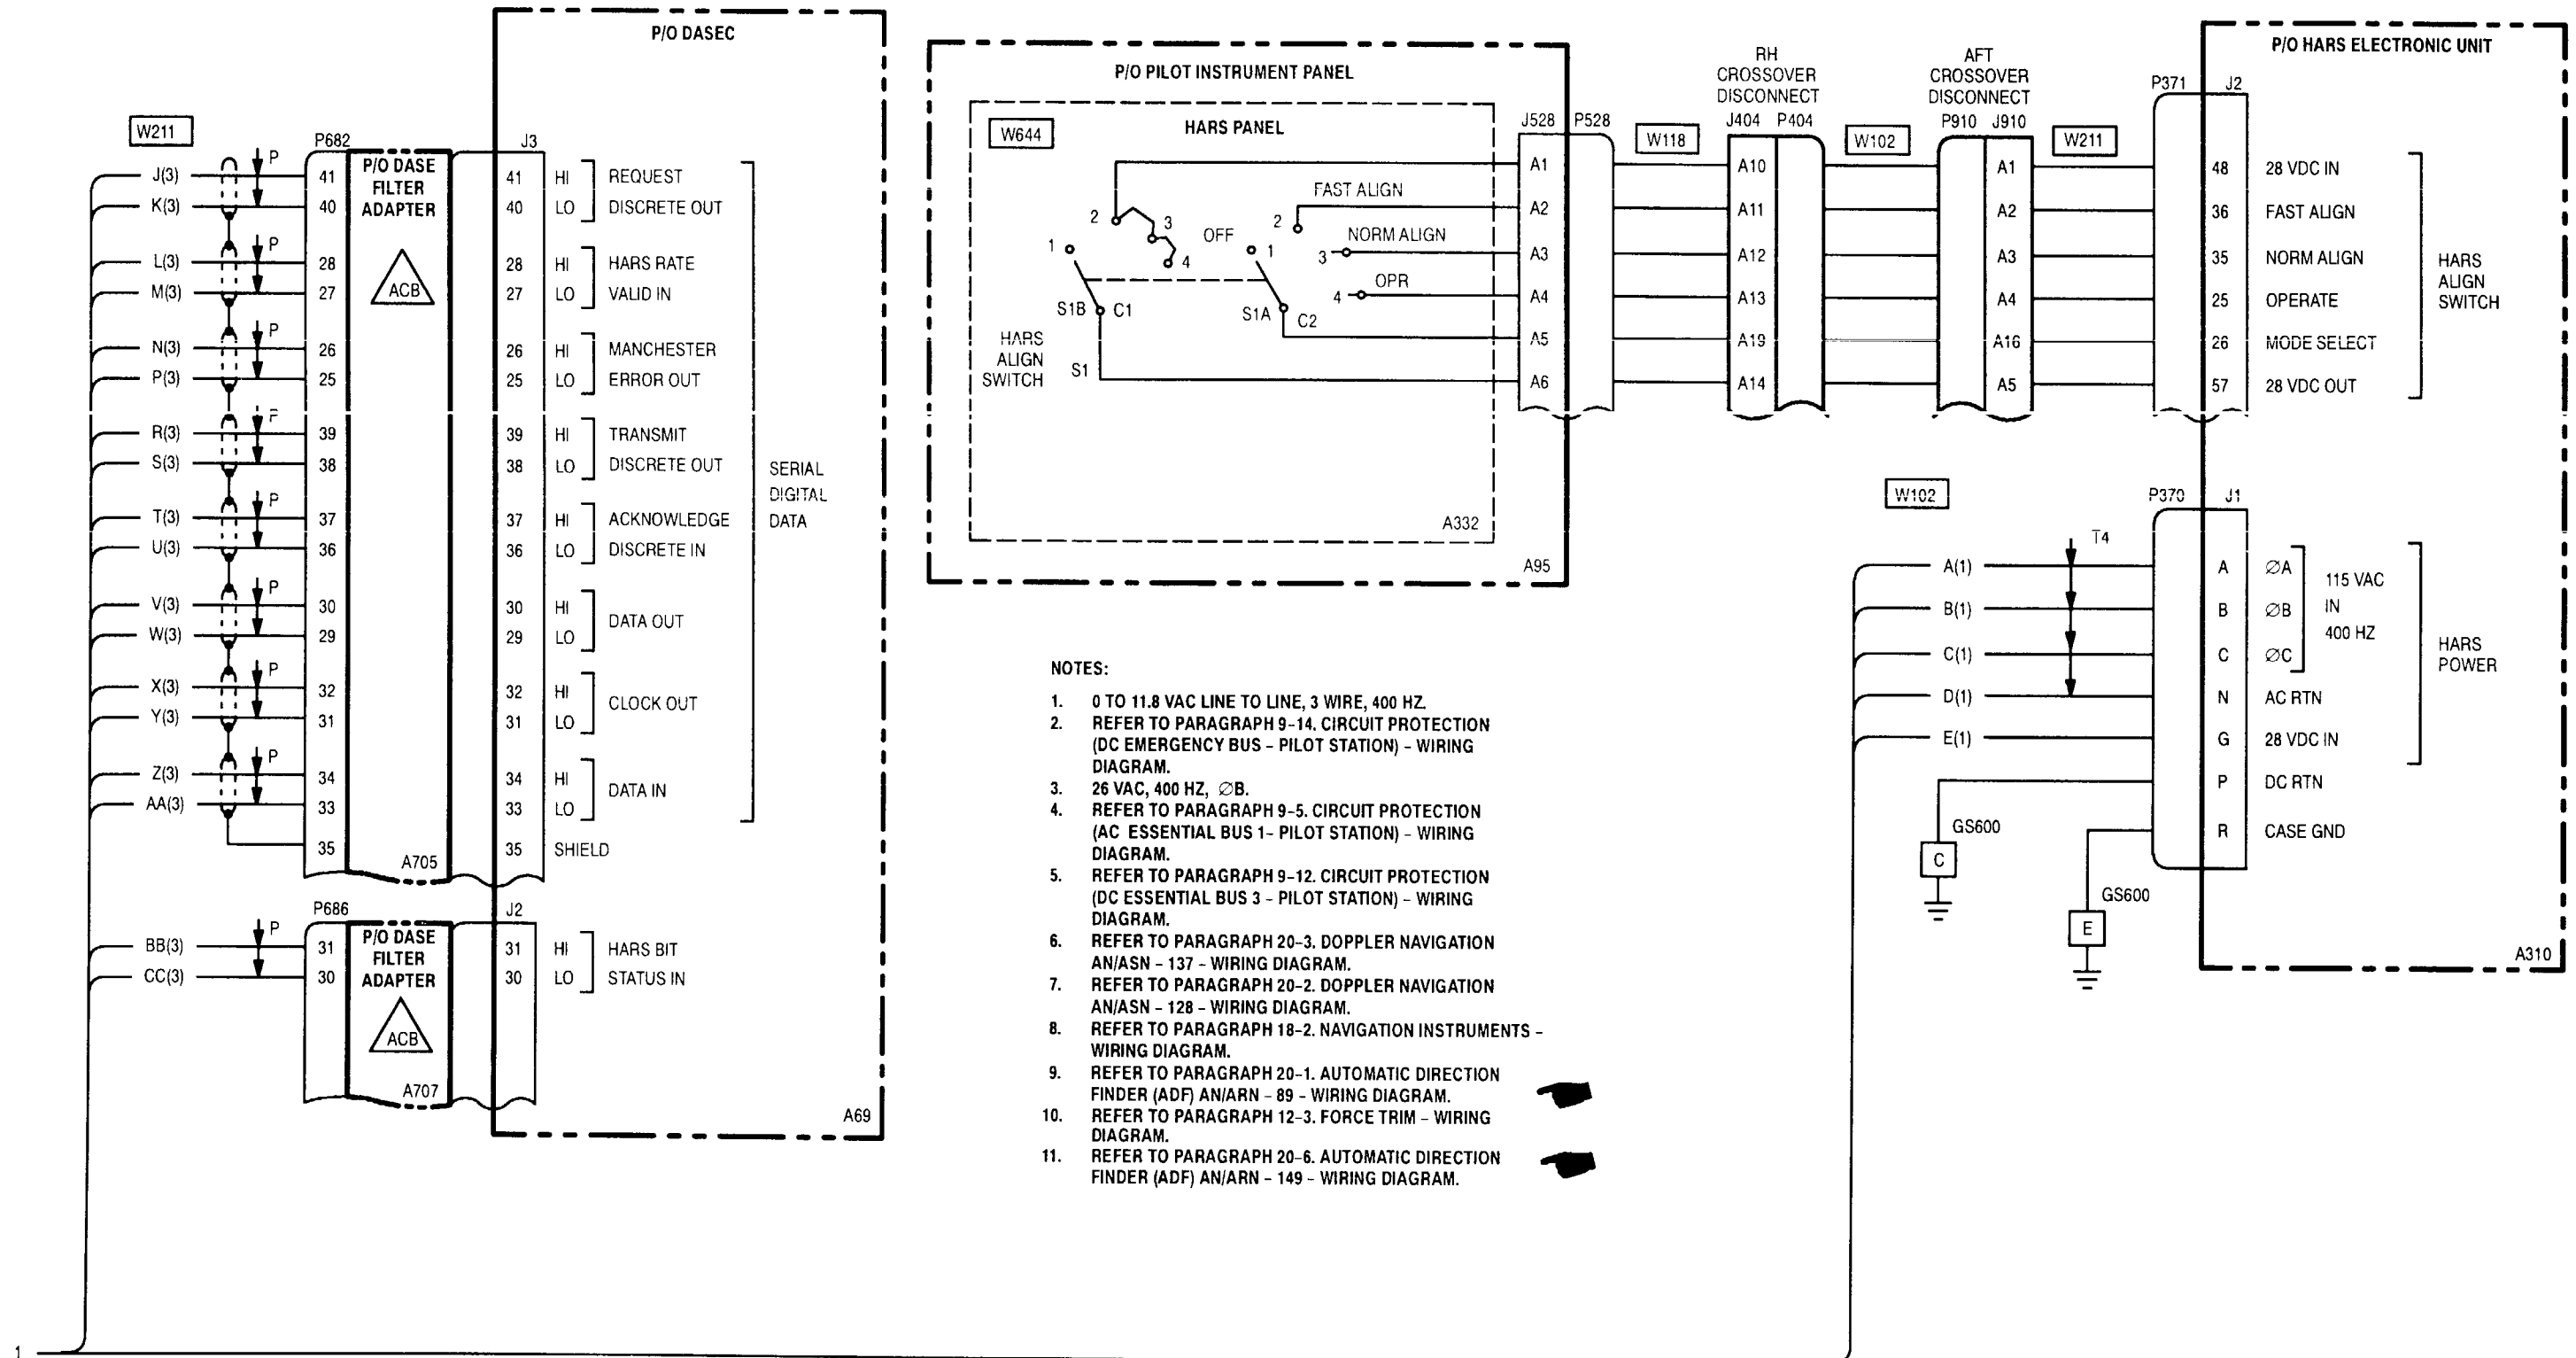 P/O DASEC
W211
P682
J3
P/O DASE
FILTER
ADAPTER
ACB
J(3) P 41 41 HI REQUEST
K(3) 40 40 LO DISCRETE OUT
L(3) P 28 28 HI HARS RATE
M(3) 27 27 LO VALID IN
N(3) P 26 26 HI MANCHESTER
P(3) 25 25 LO ERROR OUT
R(3) P 39 39 HI TRANSMIT
S(3) 38 38 LO DISCRETE OUT
T(3) P 37 37 HI ACKNOWLEDGE
U(3) 36 36 LO DISCRETE IN
V(3) P 30 30 HI
DATA OUT
W(3) 29 29 LO
X(3) P 32 32 HI
CLOCK OUT
Y(3) 31 31 LO
Z(3) P 34 34 HI
DATA IN
AA(3) 33 33 LO
35 35 SHIELD
A705
SERIAL
DIGITAL
DATA
P686
J2
P/O DASE
FILTER
ADAPTER
ACB
BB(3) P 31 31 HI HARS BIT
CC(3) 30 30 LO STATUS IN
A707
A69
1
P/O PILOT INSTRUMENT PANEL
W644
HARS PANEL
FAST ALIGN
NORM ALIGN
OPR
OFF
1
2
3
4
1
2
3
4
S1B C1
S1A C2
HARS
ALIGN
SWITCH
S1
A332
A95
J528 P528
A1
A2
A3
A4
A5
A6
W118
RH
CROSSOVER
DISCONNECT
J404 P404
A10
A11
A12
A13
A19
A14
W102
AFT
CROSSOVER
DISCONNECT
P910 J910
A1
A2
A3
A4
A16
A5
W211
P/O HARS ELECTRONIC UNIT
P371 J2
48 28 VDC IN
36 FAST ALIGN
35 NORM ALIGN
25 OPERATE
26 MODE SELECT
57 28 VDC OUT
HARS
ALIGN
SWITCH
W102
P370 J1
T4
A(1) A ∅A
B(1) B ∅B
C(1) C ∅C
115 VAC
IN
400 HZ
D(1) N AC RTN
E(1) G 28 VDC IN
P DC RTN
R CASE GND
HARS
POWER
GS600
C
GS600
E
A310
NOTES:
1. 0 TO 11.8 VAC LINE TO LINE, 3 WIRE, 400 HZ.
2. REFER TO PARAGRAPH 9-14. CIRCUIT PROTECTION
(DC EMERGENCY BUS - PILOT STATION) - WIRING
DIAGRAM.
3. 26 VAC, 400 HZ, ∅B.
4. REFER TO PARAGRAPH 9-5. CIRCUIT PROTECTION
(AC ESSENTIAL BUS 1- PILOT STATION) - WIRING
DIAGRAM.
5. REFER TO PARAGRAPH 9-12. CIRCUIT PROTECTION
(DC ESSENTIAL BUS 3 - PILOT STATION) - WIRING
DIAGRAM.
6. REFER TO PARAGRAPH 20-3. DOPPLER NAVIGATION
AN/ASN - 137 - WIRING DIAGRAM.
7. REFER TO PARAGRAPH 20-2. DOPPLER NAVIGATION
AN/ASN - 128 - WIRING DIAGRAM.
8. REFER TO PARAGRAPH 18-2. NAVIGATION INSTRUMENTS -
WIRING DIAGRAM.
9. REFER TO PARAGRAPH 20-1. AUTOMATIC DIRECTION
FINDER (ADF) AN/ARN - 89 - WIRING DIAGRAM.
10. REFER TO PARAGRAPH 12-3. FORCE TRIM - WIRING
DIAGRAM.
11. REFER TO PARAGRAPH 20-6. AUTOMATIC DIRECTION
FINDER (ADF) AN/ARN - 149 - WIRING DIAGRAM.